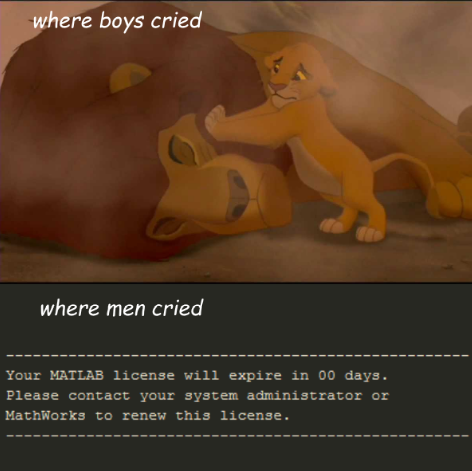 where boys cried
where men cried
--------------------------------------------------
Your MATLAB license will expire in 00 days.
Please contact your system administrator or
MathWorks to renew this license.
--------------------------------------------------